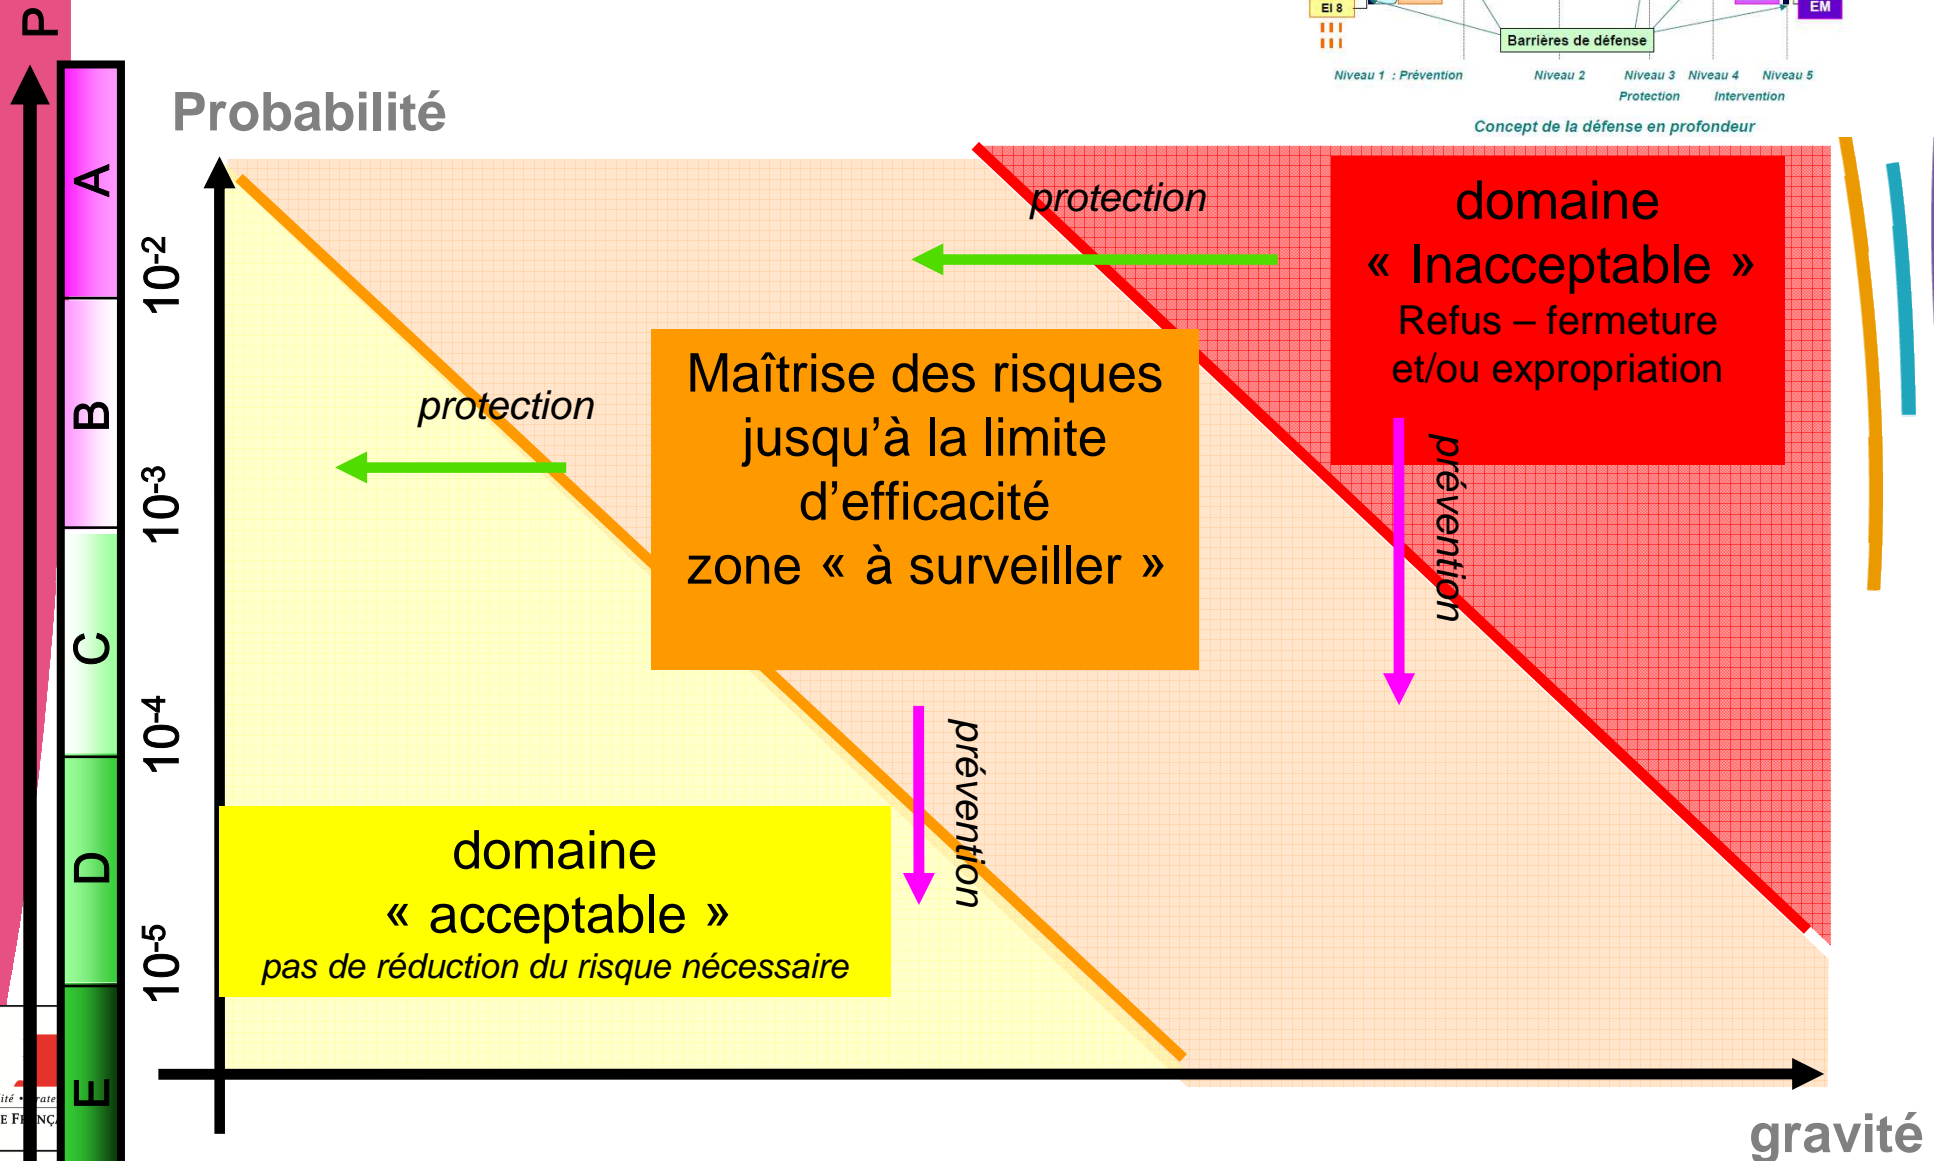 P
EI 8
EM
Barrières de défense
Niveau 1 : Prévention
Niveau 2
Niveau 3
Niveau 4
Niveau 5
Protection
Intervention
Concept de la défense en profondeur
Probabilité
A
B
C
D
E
10-2
10-3
10-4
10-5
protection
domaine
« Inacceptable »
Refus – fermeture
et/ou expropriation
protection
Maîtrise des risques
jusqu’à la limite
d’efficacité
zone « à surveiller »
prévention
prévention
domaine
« acceptable »
pas de réduction du risque nécessaire
gravité